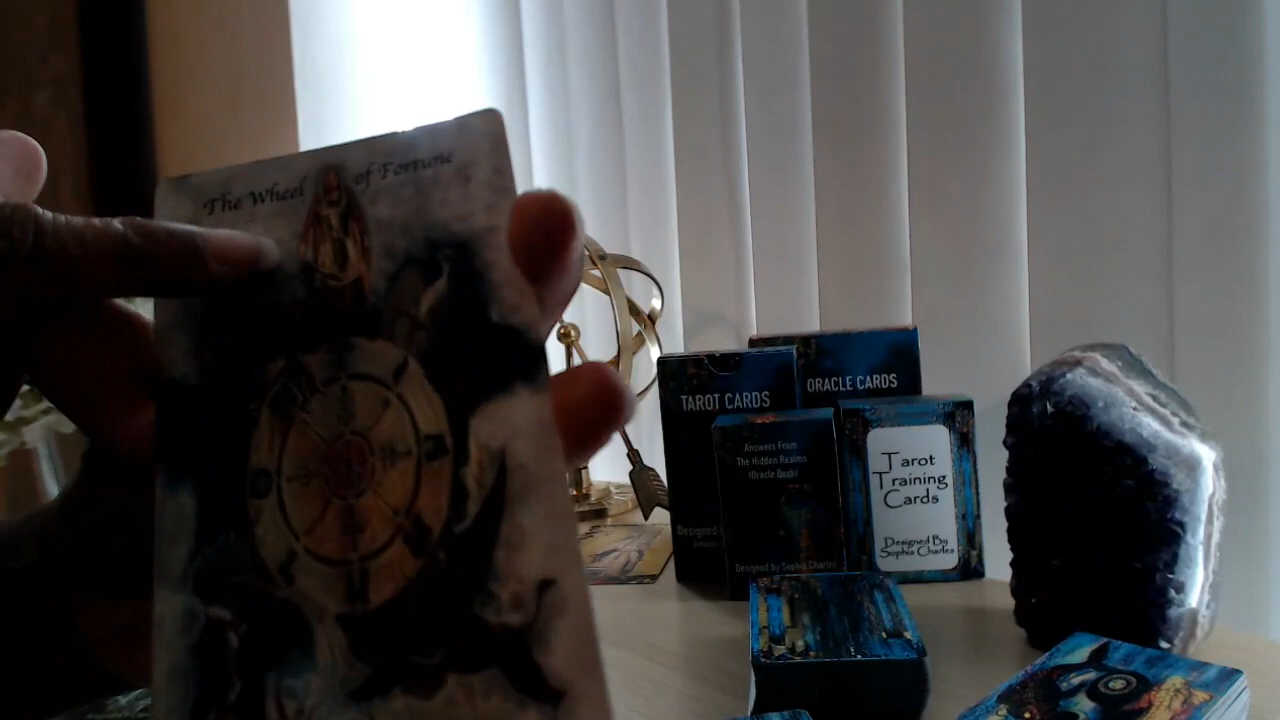 The Wheel of Fortune
TAROT CARDS
ORACLE CARDS
Answers From
The Hidden Realms
(Oracle Deck)
Tarot
Training
Cards
Designed
Designed by Sophia Charles
Designed By
Sophia Charles